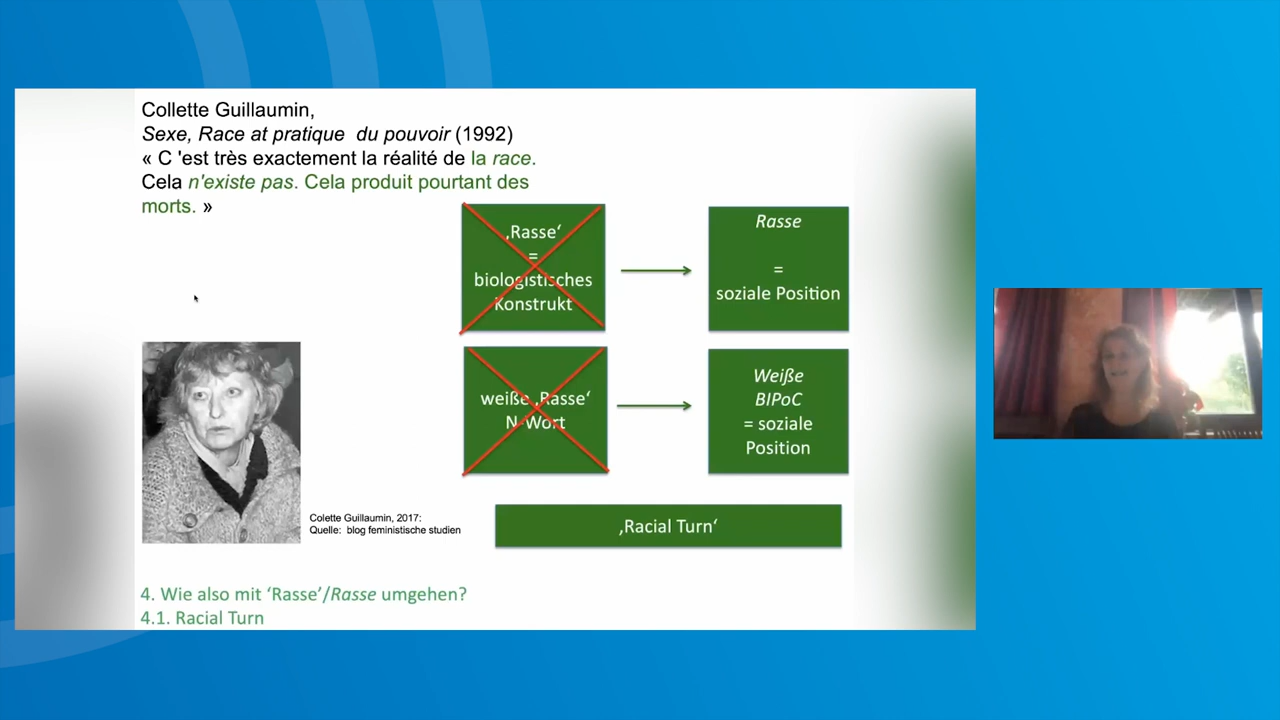 Collette Guillaumin,
Sexe, Race at pratique du pouvoir (1992)
« C 'est très exactement la réalité de la race.
Cela n'existe pas. Cela produit pourtant des
morts. »
‚Rasse‘
=
biologistisches
Konstrukt
Rasse
=
soziale Position
weiße ‚Rasse‘
N-Wort
Weiße
BIPoC
= soziale
Position
Colette Guillaumin, 2017:
Quelle: blog feministische studien
‚Racial Turn‘
4. Wie also mit ‘Rasse’/Rasse umgehen?
4.1. Racial Turn